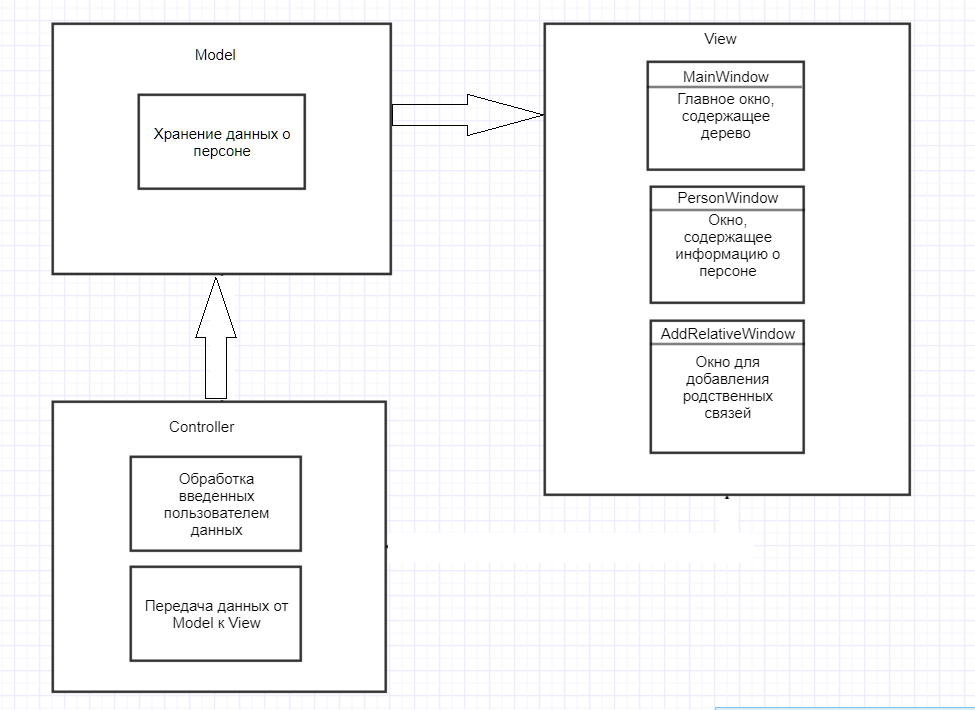 Model
Хранение данных о
персоне
View
MainWindow
Главное окно,
содержащее
дерево
PersonWindow
Окно,
содержащее
информацию о
персоне
AddRelativeWindow
Окно для
добавления
родственных
связей
Controller
Обработка
введенных
пользователем
данных
Передача данных от
Model к View